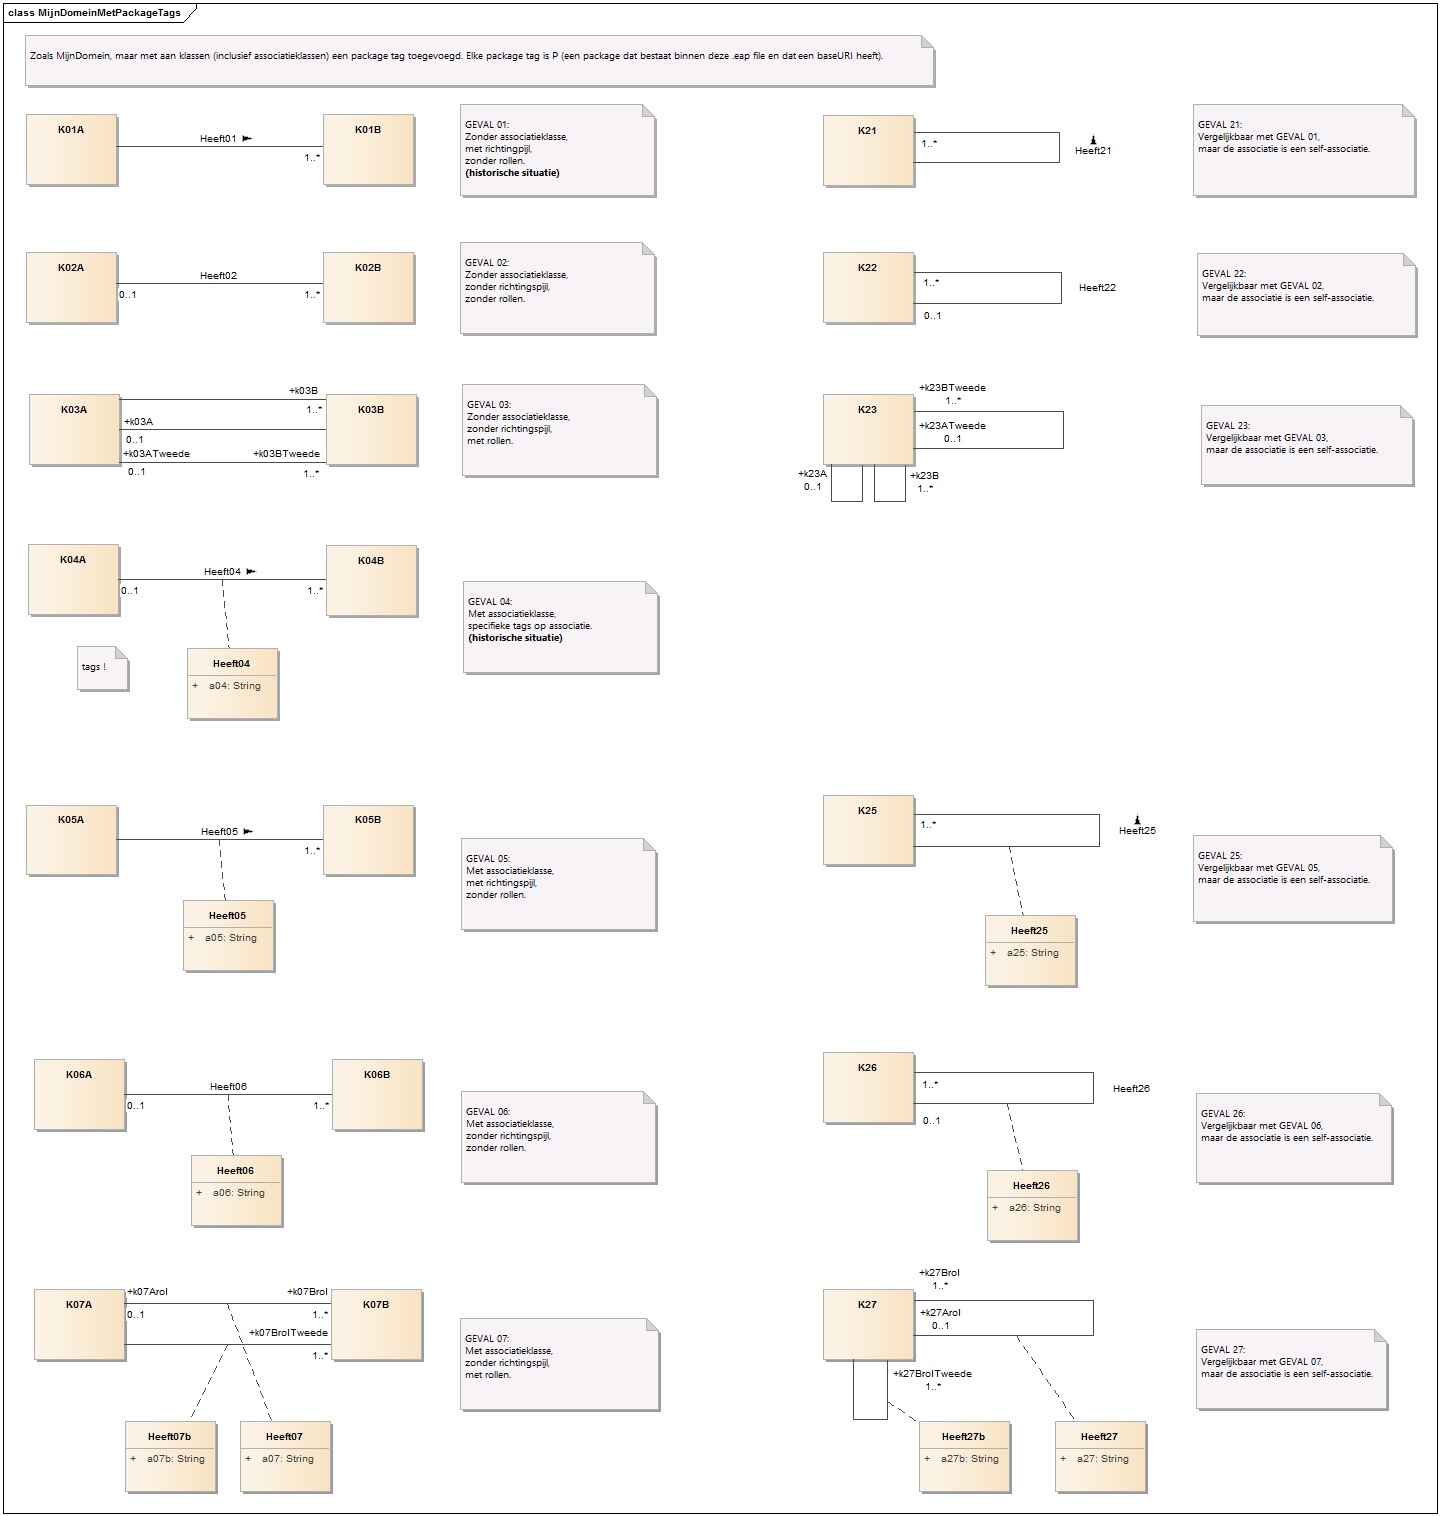 class MijnDomeinMetPackageTags
Zoals MijnDomein, maar met aan klassen (inclusief associatieklassen) een package tag toegevoegd. Elke package tag is P (een package dat bestaat binnen deze .eap file en dat een baseURI heeft).
K01A
Heeft01
1..*
K01B
GEVAL 01:
Zonder associatieklasse,
met richtingpijl,
zonder rollen.
(historische situatie)
K21
1..*
Heeft21
GEVAL 21:
Vergelijkbaar met GEVAL 01,
maar de associatie is een self-associatie.
K02A
0..1
Heeft02
1..*
K02B
GEVAL 02:
Zonder associatieklasse,
zonder richtingspijl,
zonder rollen.
K22
1..*
0..1
Heeft22
GEVAL 22:
Vergelijkbaar met GEVAL 02,
maar de associatie is een self-associatie.
K03A
+k03B
1..*
+k03A
0..1
+k03ATweede
0..1
+k03BTweede
1..*
K03B
GEVAL 03:
Zonder associatieklasse,
zonder richtingspijl,
met rollen.
K23
+k23BTweede
1..*
+k23ATweede
0..1
+k23A
0..1
+k23B
1..*
GEVAL 23:
Vergelijkbaar met GEVAL 03,
maar de associatie is een self-associatie.
K04A
0..1
Heeft04
1..*
K04B
tags !
Heeft04
+ a04: String
GEVAL 04:
Met associatieklasse,
specifieke tags op associatie.
(historische situatie)
K05A
Heeft05
1..*
K05B
Heeft05
+ a05: String
GEVAL 05:
Met associatieklasse,
met richtingspijl,
zonder rollen.
K25
1..*
Heeft25
Heeft25
+ a25: String
GEVAL 25:
Vergelijkbaar met GEVAL 05,
maar de associatie is een self-associatie.
K06A
0..1
Heeft06
1..*
K06B
Heeft06
+ a06: String
GEVAL 06:
Met associatieklasse,
zonder richtingspijl,
zonder rollen.
K26
1..*
0..1
Heeft26
Heeft26
+ a26: String
GEVAL 26:
Vergelijkbaar met GEVAL 06,
maar de associatie is een self-associatie.
K07A
+k07Arol
0..1
+k07Brol
1..*
+k07BrolTweede
1..*
K07B
Heeft07b
+ a07b: String
Heeft07
+ a07: String
GEVAL 07:
Met associatieklasse,
zonder richtingspijl,
met rollen.
K27
+k27Brol
1..*
+k27Arol
0..1
+k27BrolTweede
1..*
Heeft27b
+ a27b: String
Heeft27
+ a27: String
GEVAL 27:
Vergelijkbaar met GEVAL 07,
maar de associatie is een self-associatie.